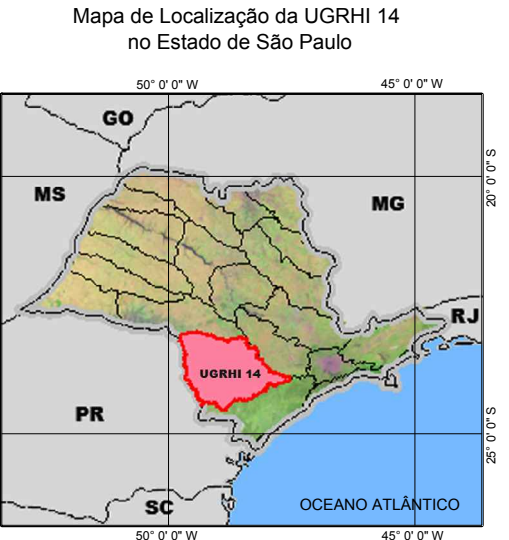 Mapa de Localização da UGRHI 14
no Estado de São Paulo
50° 0' 0" W
45° 0' 0" W
GO
20° 0' 0" S
MS
MG
RJ
UGRHI 14
PR
25° 0' 0" S
SC
OCEANO ATLÂNTICO
50° 0' 0" W
45° 0' 0" W